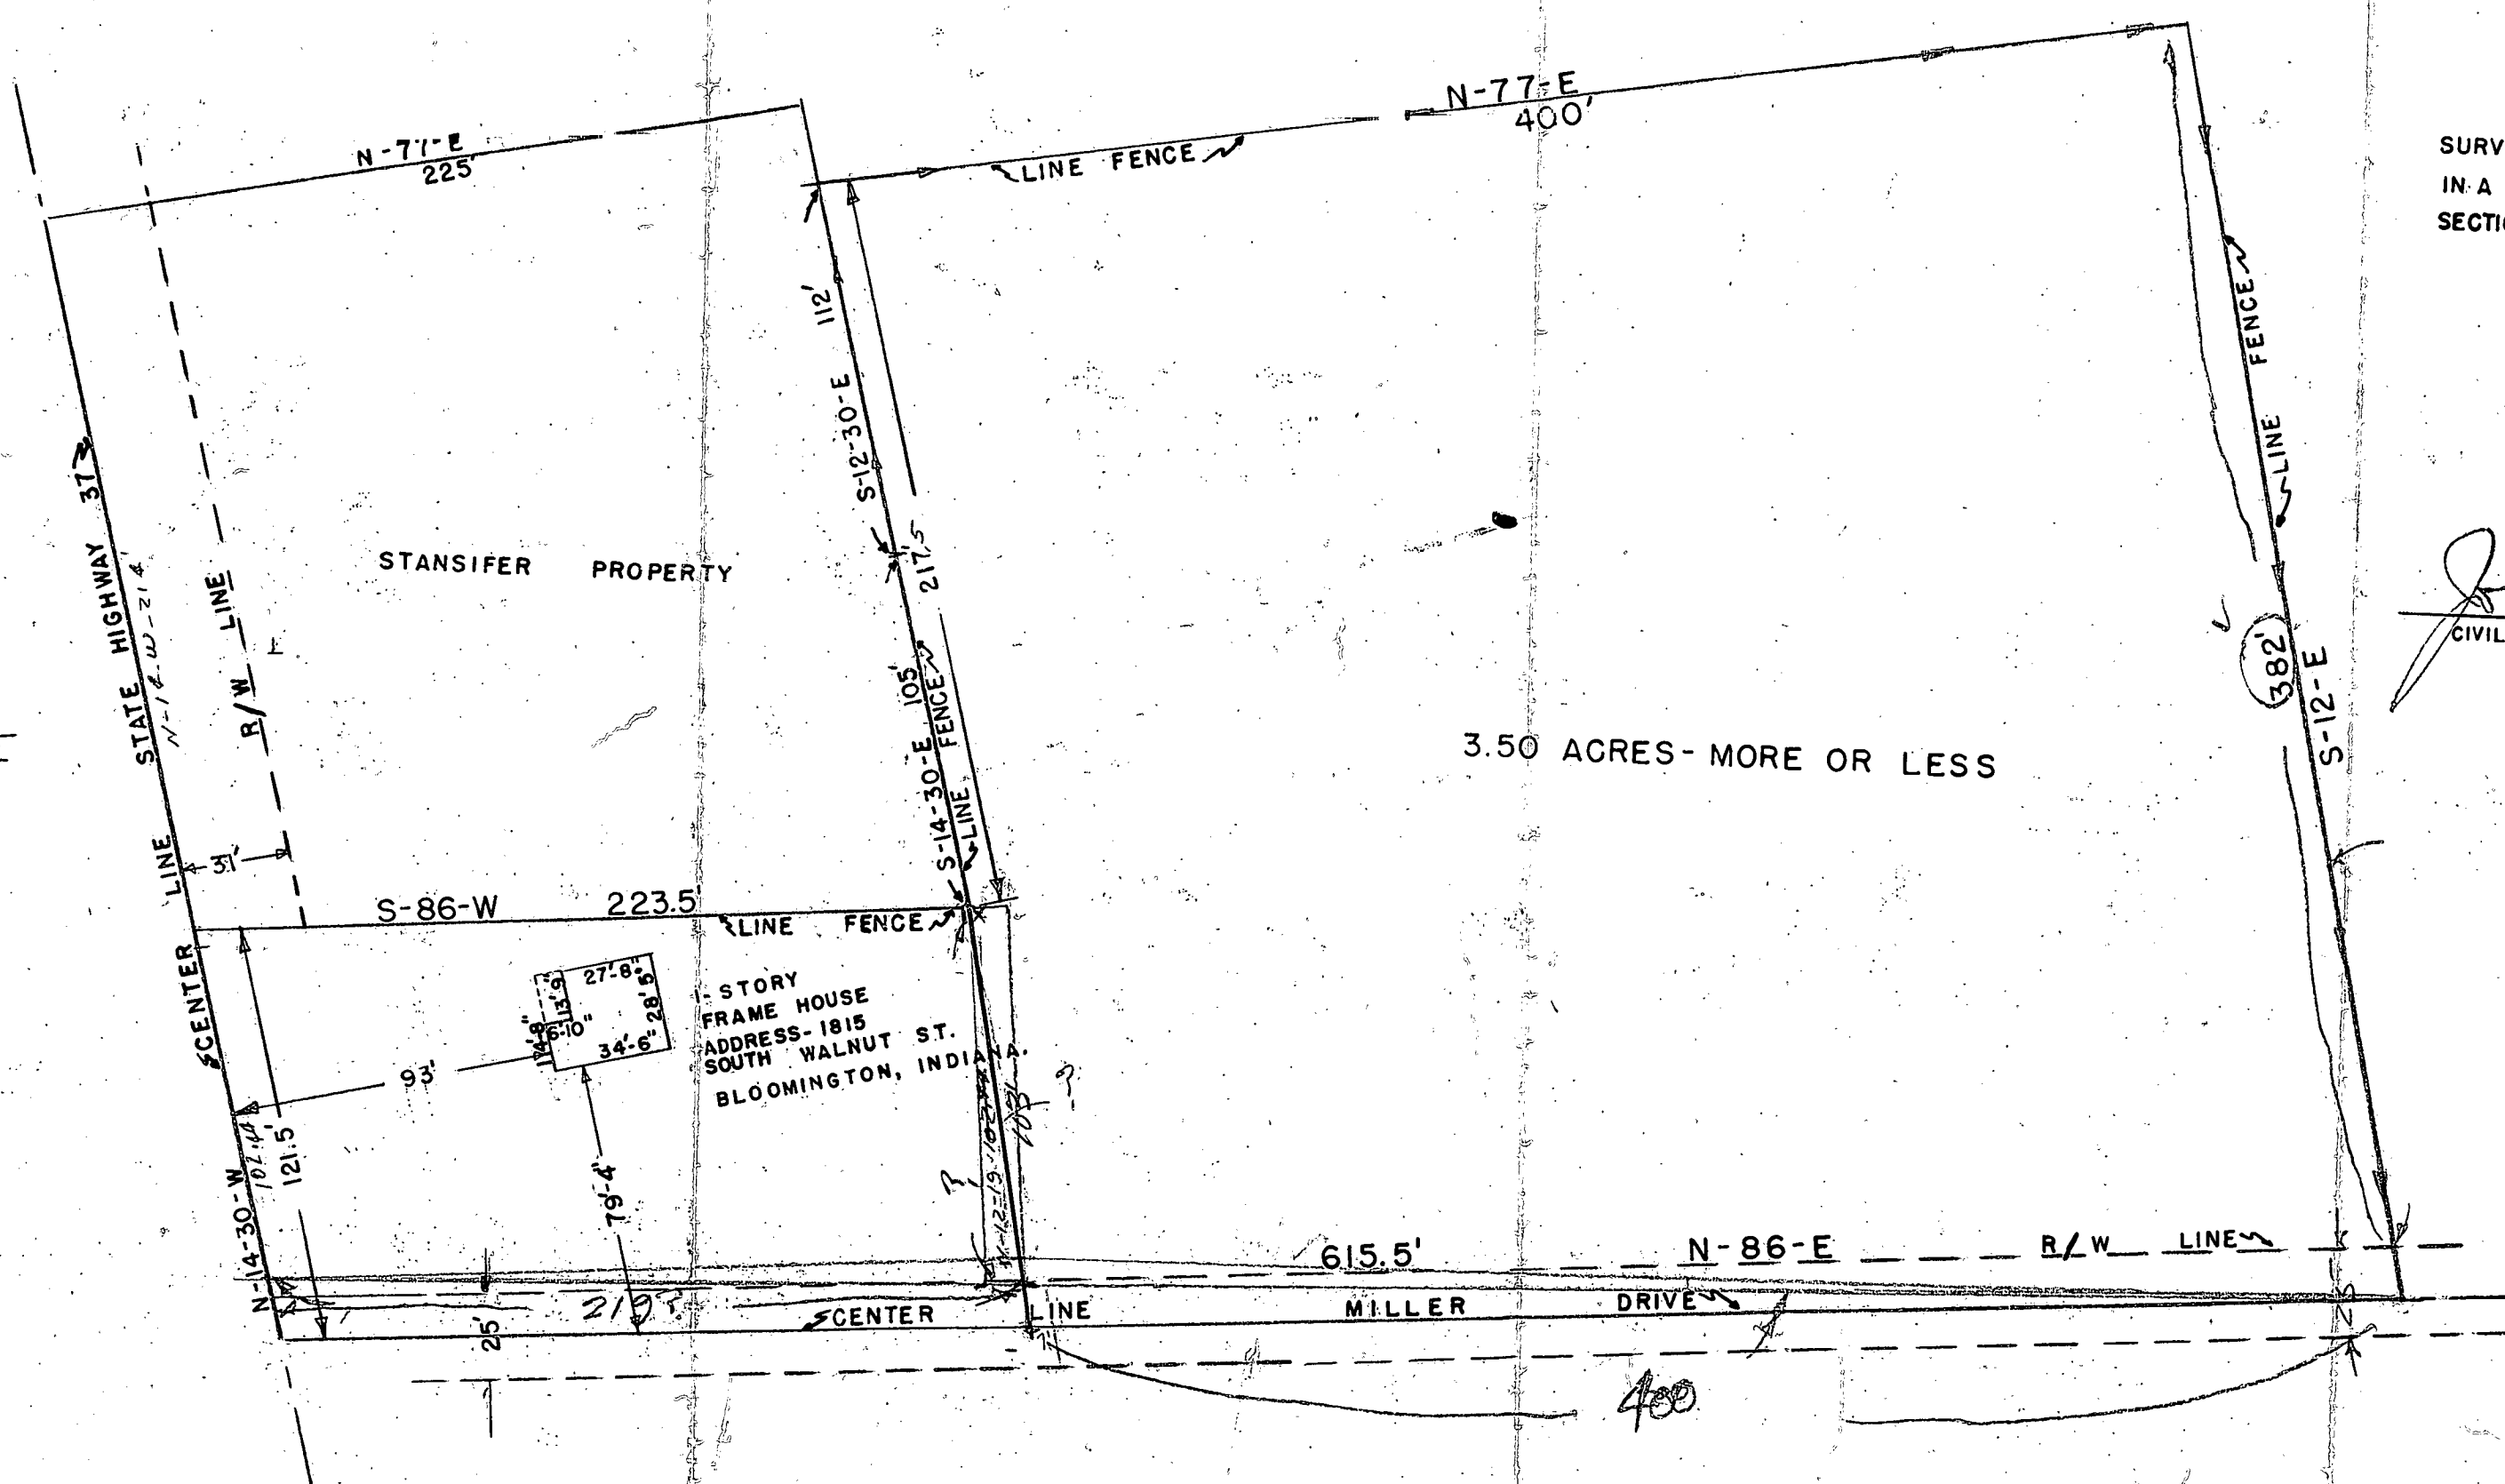 N-77-E
225'
N-77-E
400'
LINE FENCE
SURV
IN A
SECTI
112'
S-12-30-E
217.5
105'
S-14-30-E
LINE FENCE
LINE FENCE
382'
S-12-E
CIVIL
STATE HIGHWAY 37
CENTER LINE
R/W LINE
31'
STANSIFER PROPERTY
3.50 ACRES - MORE OR LESS
S-86-W 223.5'
LINE FENCE
27'-8"
13'-9"
28'-5"
14'-8"
6'-10"
34'-6"
1-STORY
FRAME HOUSE
ADDRESS-1815
SOUTH WALNUT ST.
BLOOMINGTON, INDIANA.
93'
79'-4"
121.5'
N-14-30-W
103
?
?
615.5' N-86-E R/W LINE
219?
25'
CENTER LINE MILLER DRIVE
25
400